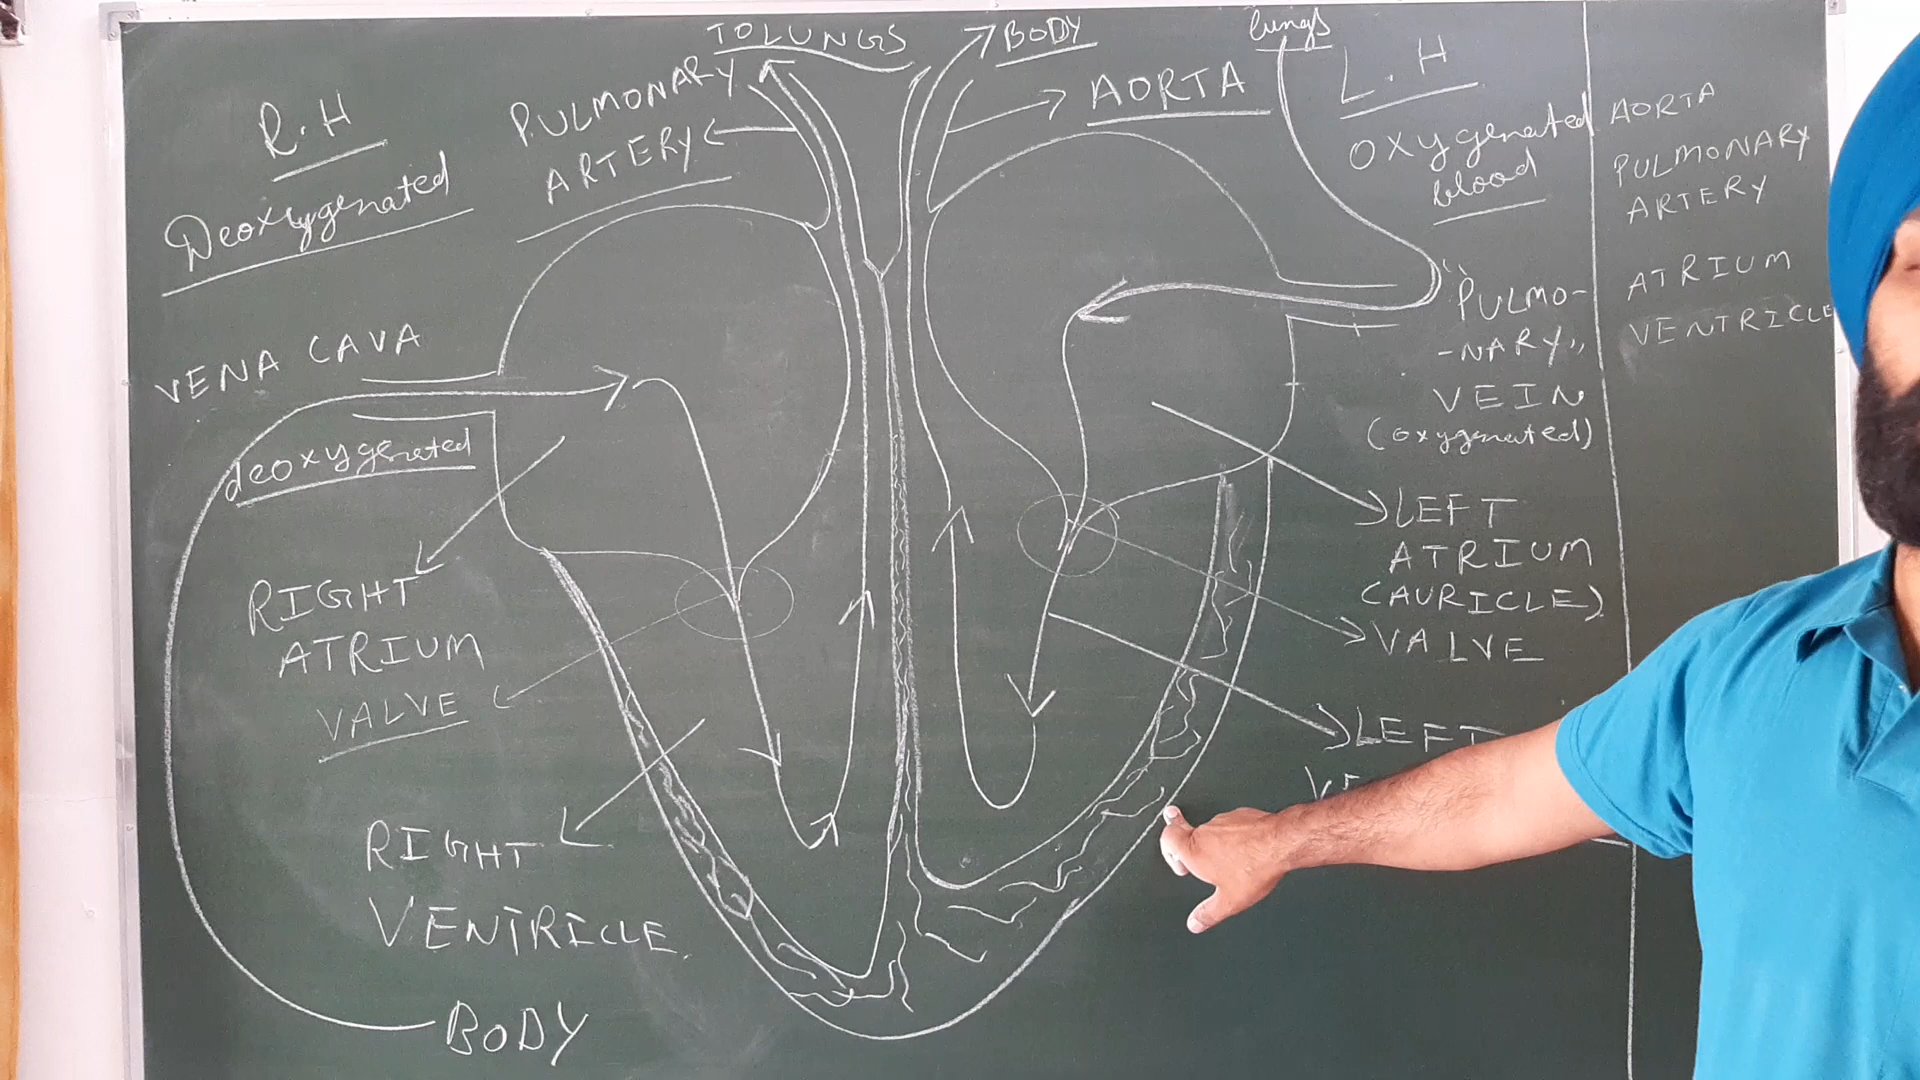 TO LUNGS
BODY
lungs
R.H
Deoxygenated
PULMONARY
ARTERY
AORTA
L.H
oxygenated
blood
AORTA
PULMONARY
ARTERY
ATRIUM
VENTRICLE
VENA CAVA
deoxygenated
PULMO-
-NARY
VEIN
(oxygenated)
RIGHT
ATRIUM
VALVE
LEFT
ATRIUM
(AURICLE)
VALVE
LEFT
RIGHT
VENTRICLE
BODY